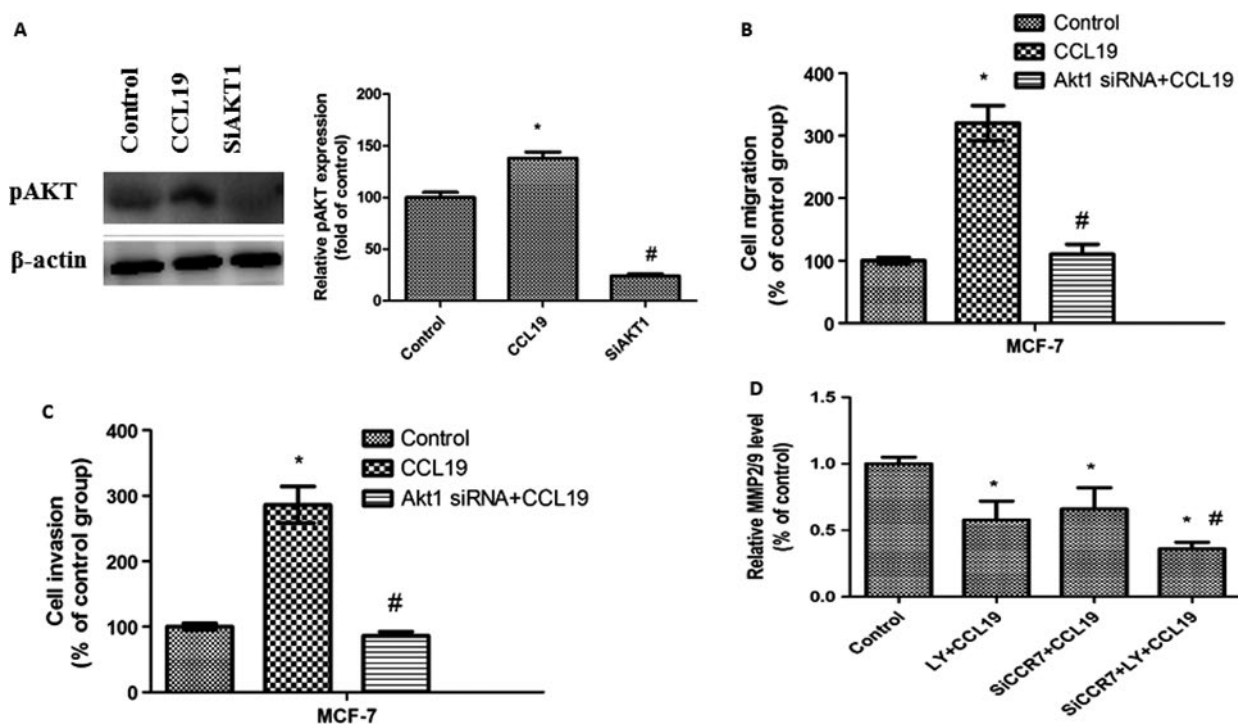 A
Control
CCL19
SiAKT1
pAKT
β-actin
Relative pAKT expression
(fold of control)
200
150
100
50
0
*
#
Control
CCL19
SiAKT1
B
Control
CCL19
Akt1 siRNA+CCL19
Cell migration
(% of control group)
400
300
200
100
0
*
#
MCF-7
C
Control
CCL19
Akt1 siRNA+CCL19
Cell invasion
(% of control group)
400
300
200
100
0
*
#
MCF-7
D
Relative MMP2/9 level
(% of control)
1.5
1.0
0.5
0.0
*
*
* #
Control
LY+CCL19
SiCCR7+CCL19
SiCCR7+LY+CCL19